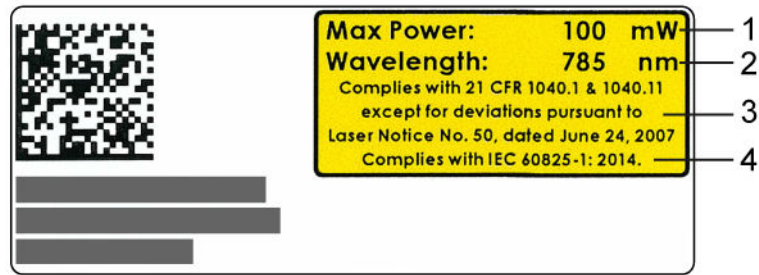 Max Power: 100 mW
Wavelength: 785 nm
Complies with 21 CFR 1040.1 & 1040.11
except for deviations pursuant to
Laser Notice No. 50, dated June 24, 2007
Complies with IEC 60825-1: 2014.
1
2
3
4